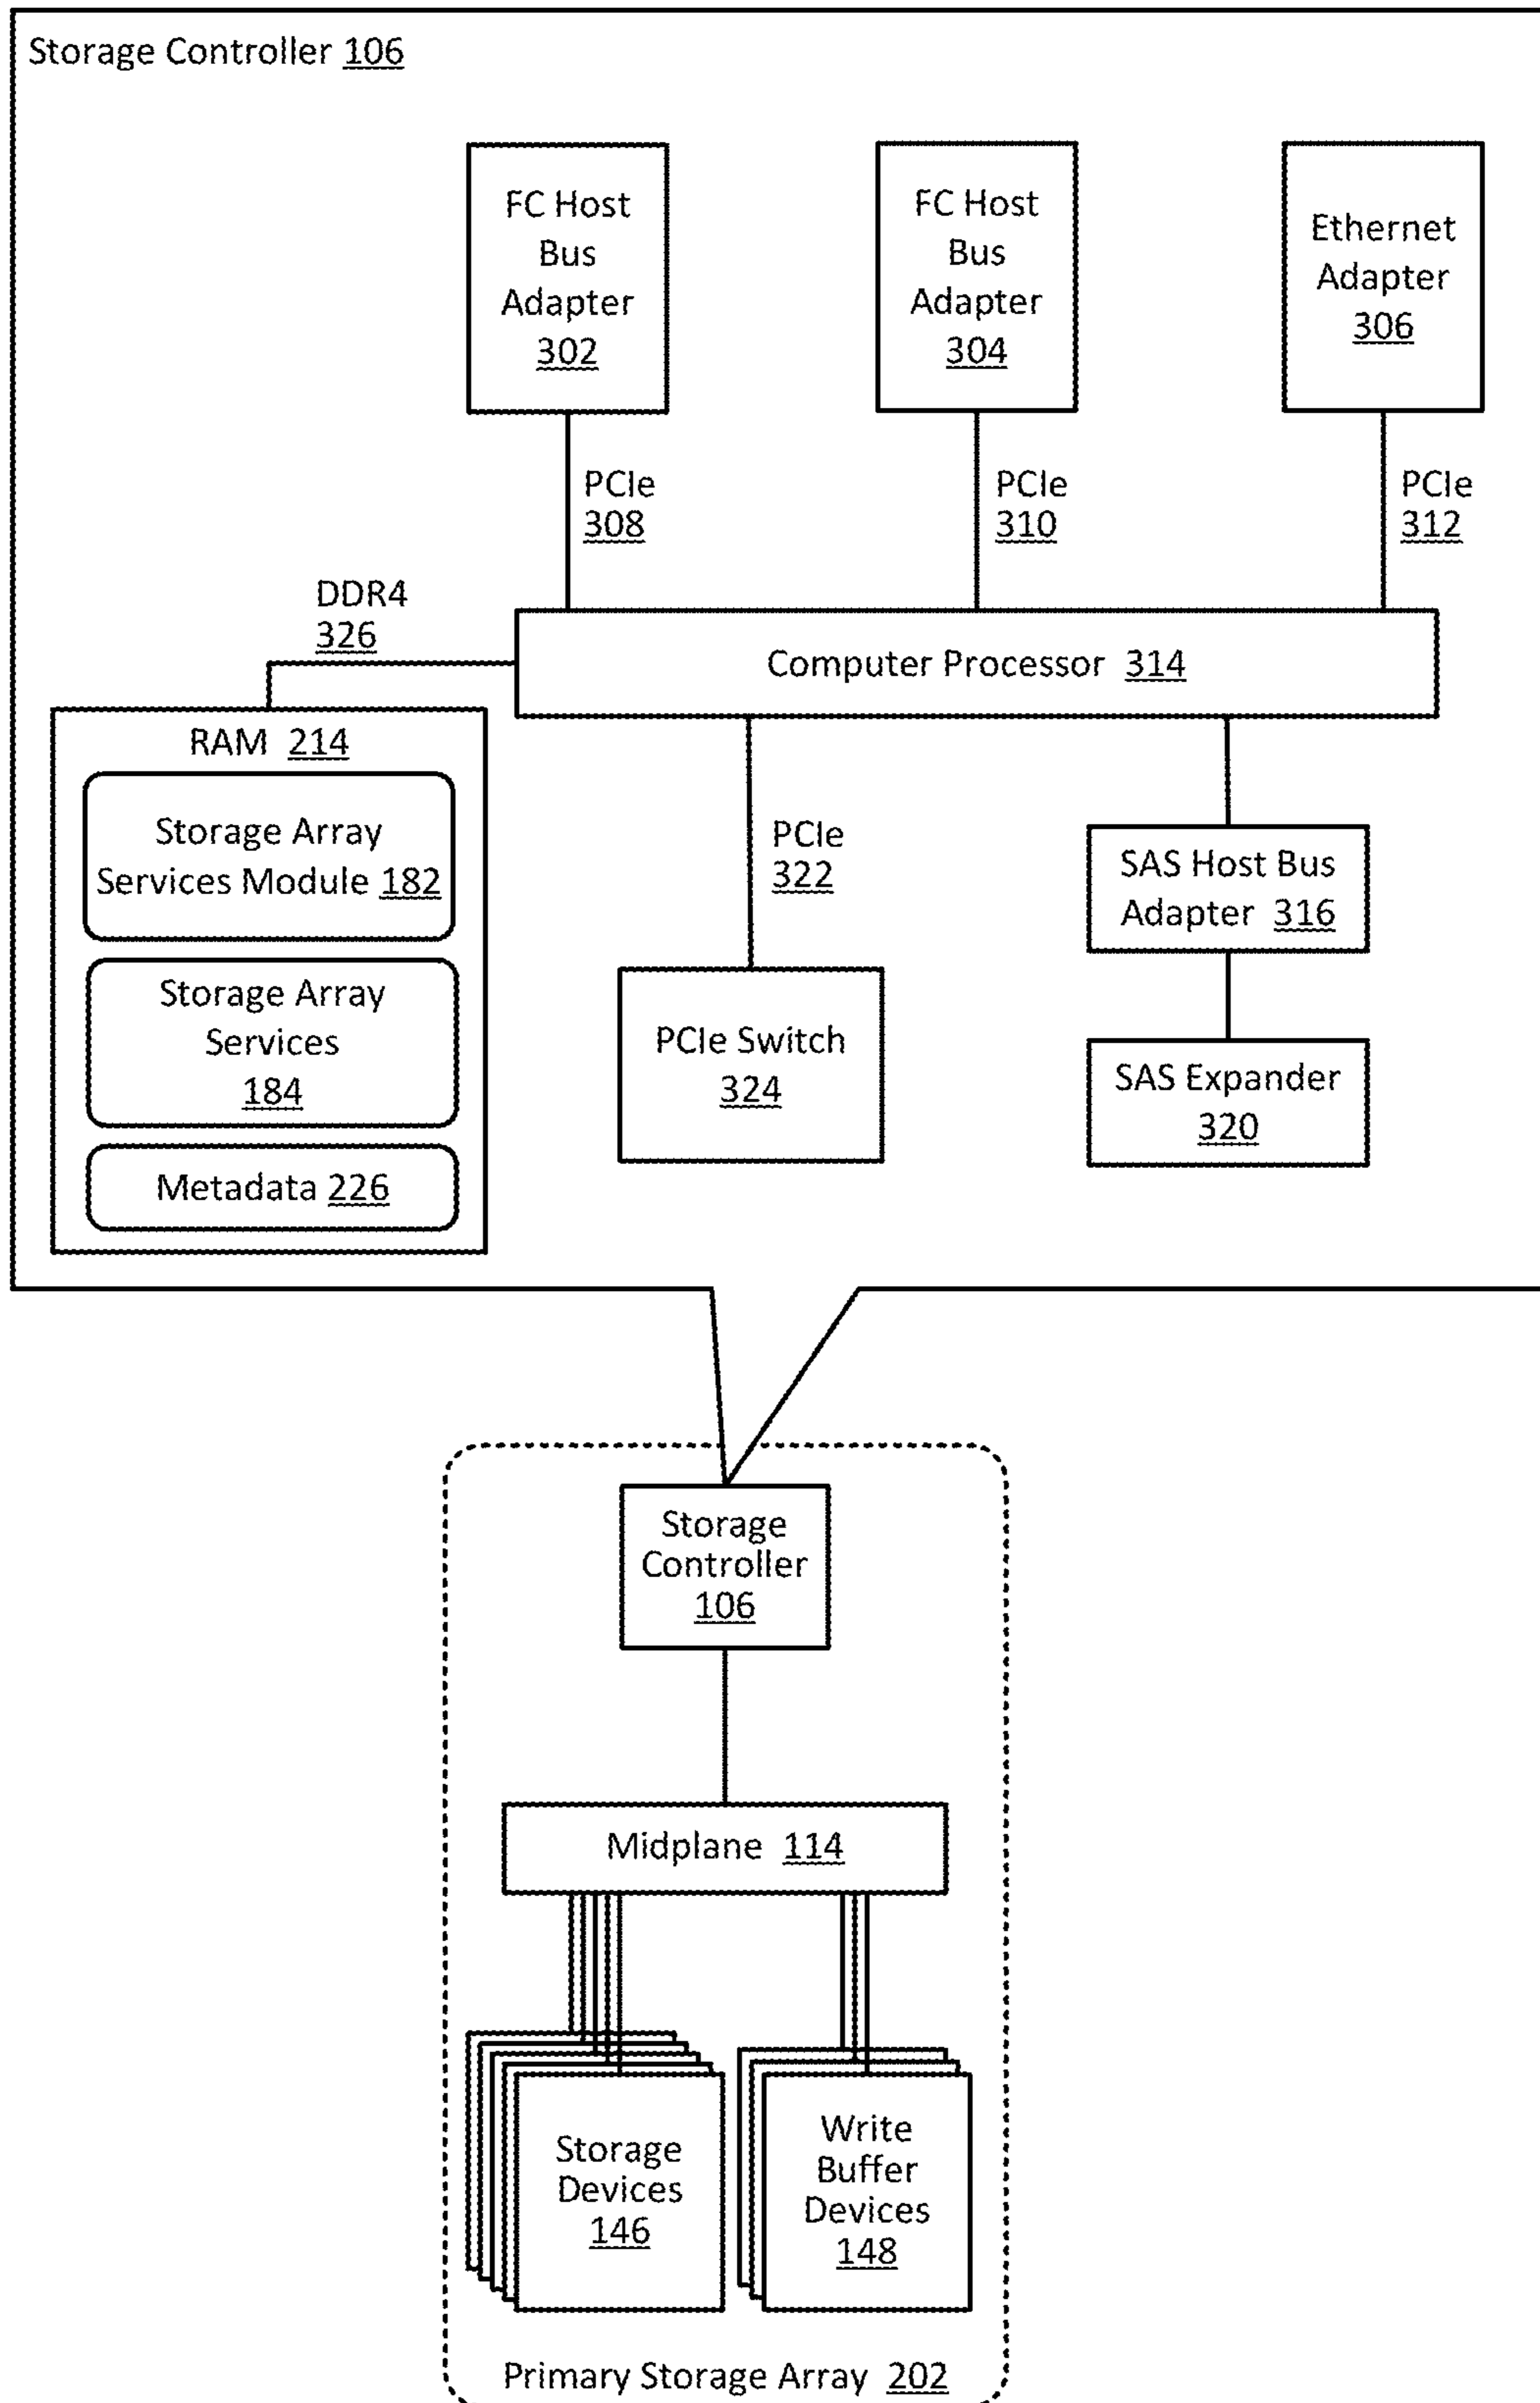 Storage Controller 106
FC Host
Bus
Adapter
302
FC Host
Bus
Adapter
304
Ethernet
Adapter
306
PCIe
308
PCIe
310
PCIe
312
DDR4
326
Computer Processor 314
RAM 214
Storage Array
Services Module 182
Storage Array
Services
184
Metadata 226
PCIe
322
PCIe Switch
324
SAS Host Bus
Adapter 316
SAS Expander
320
Storage
Controller
106
Midplane 114
Storage
Devices
146
Write
Buffer
Devices
148
Primary Storage Array 202